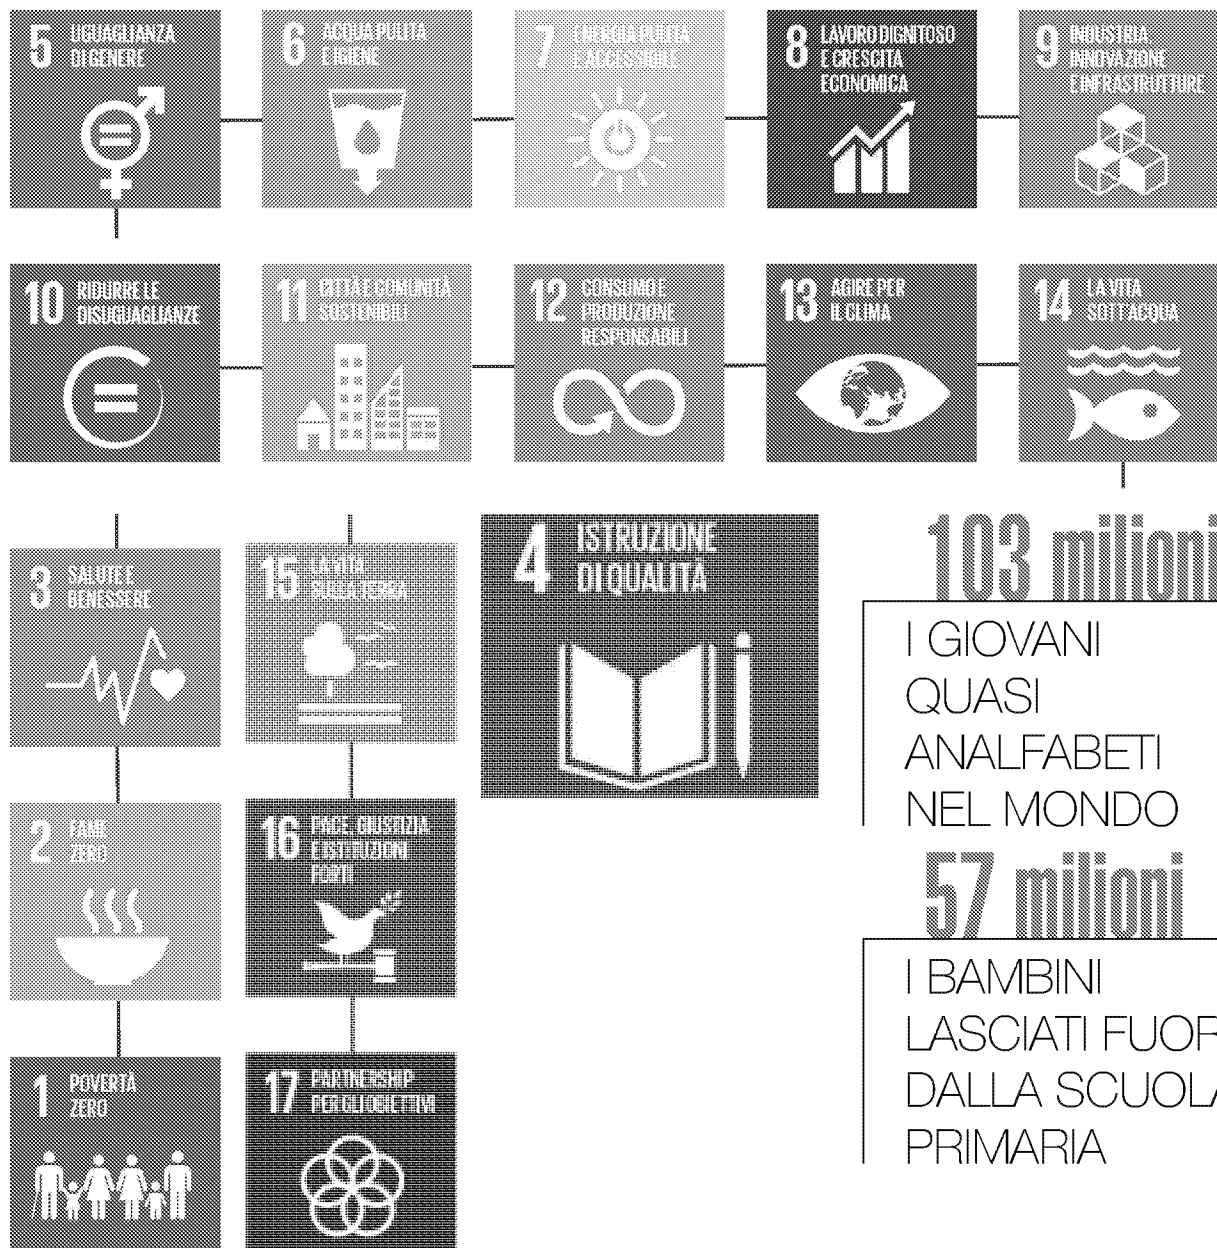 5 UGUAGLIANZA
DI GENERE
6 ACQUA PULITA
E IGIENE
7 ENERGIA PULITA
E ACCESSIBILE
8 LAVORO DIGNITOSO
E CRESCITA
ECONOMICA
9 INDUSTRIA,
INNOVAZIONE
E INFRASTRUTTURE
10 RIDURRE LE
DISUGUAGLIANZE
11 CITTÀ E COMUNITÀ
SOSTENIBILI
12 CONSUMO E
PRODUZIONE
RESPONSABILI
13 AGIRE PER
IL CLIMA
14 LA VITA
SOTT'ACQUA
3 SALUTE E
BENESSERE
15 LA VITA
SULLA TERRA
4 ISTRUZIONE
DI QUALITÀ
103 milioni
I GIOVANI
QUASI
ANALFABETI
NEL MONDO
2 FAME
ZERO
16 PACE, GIUSTIZIA
E ISTITUZIONI
FORTI
57 milioni
I BAMBINI
LASCIATI FUOR
DALLA SCUOLA
PRIMARIA
1 POVERTÀ
ZERO
17 PARTNERSHIP
PER GLI OBIETTIVI